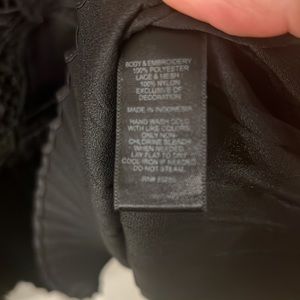 BODY & EMBROIDERY
100% POLYESTER
LACE & MESH
100% NYLON
EXCLUSIVE OF
DECORATION
MADE IN INDONESIA
HAND WASH COLD
WITH LIKE COLORS.
ONLY NON-
CHLORINE BLEACH
WHEN NEEDED.
LAY FLAT TO DRY.
COOL IRON IF NEEDED.
DO NOT STEAM.
RN#